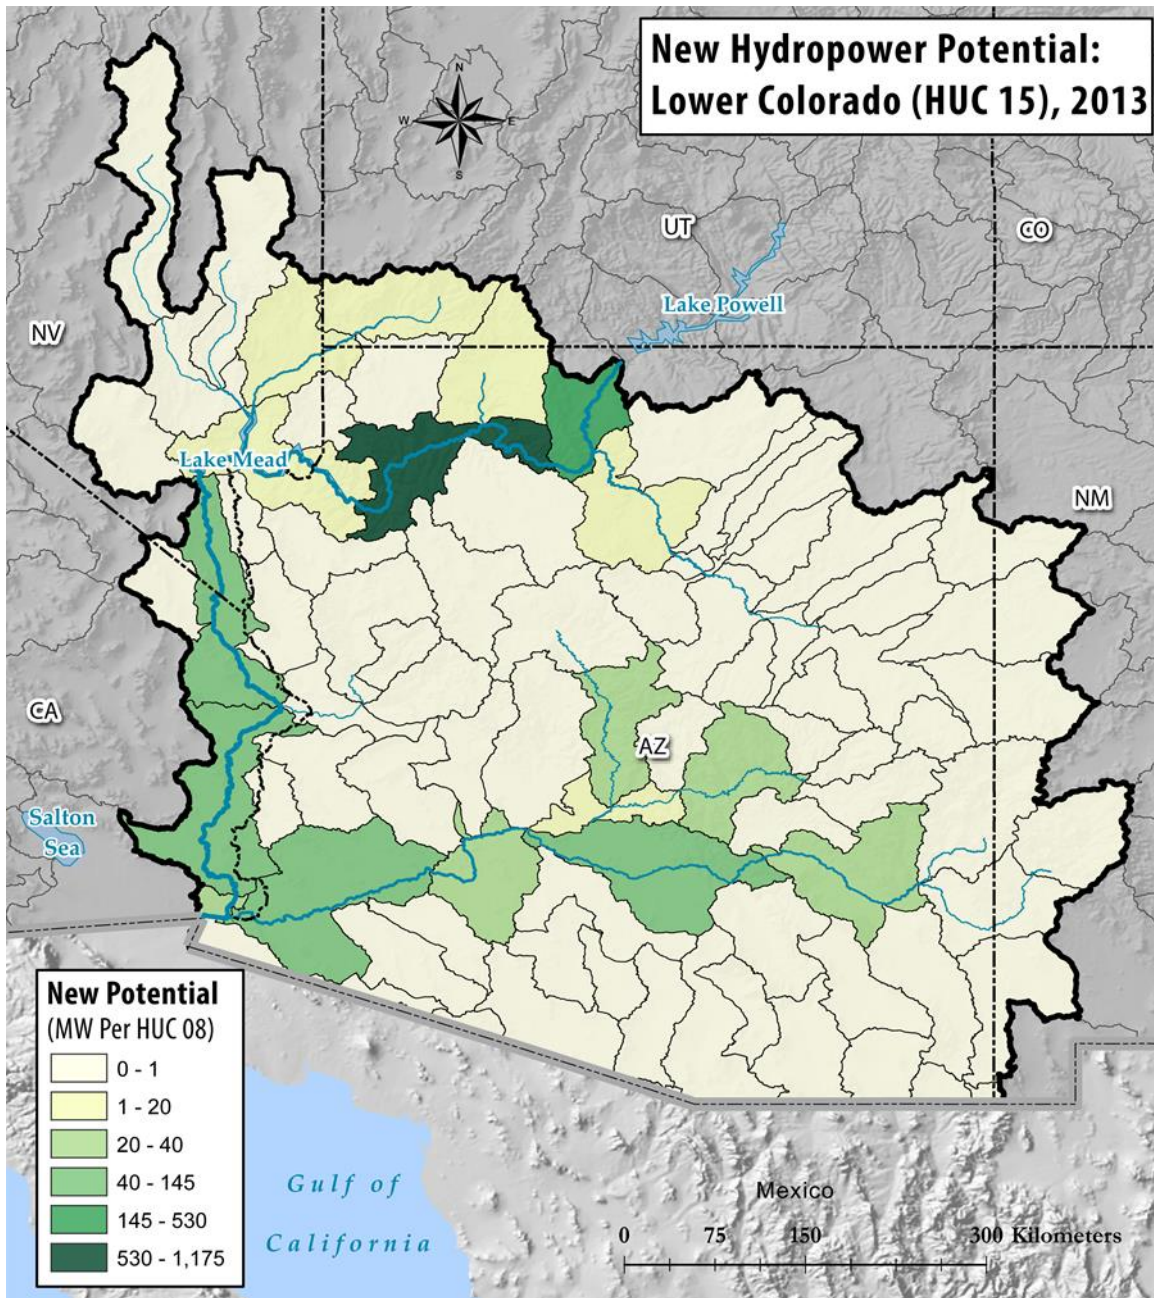 New Hydropower Potential:
Lower Colorado (HUC 15), 2013
N
W
E
S
UT
CO
Lake Powell
NV
Lake Mead
NM
CA
AZ
Salton
Sea
New Potential
(MW Per HUC 08)
0 - 1
1 - 20
20 - 40
40 - 145
145 - 530
530 - 1,175
Gulf of
California
Mexico
0 75 150 300 Kilometers